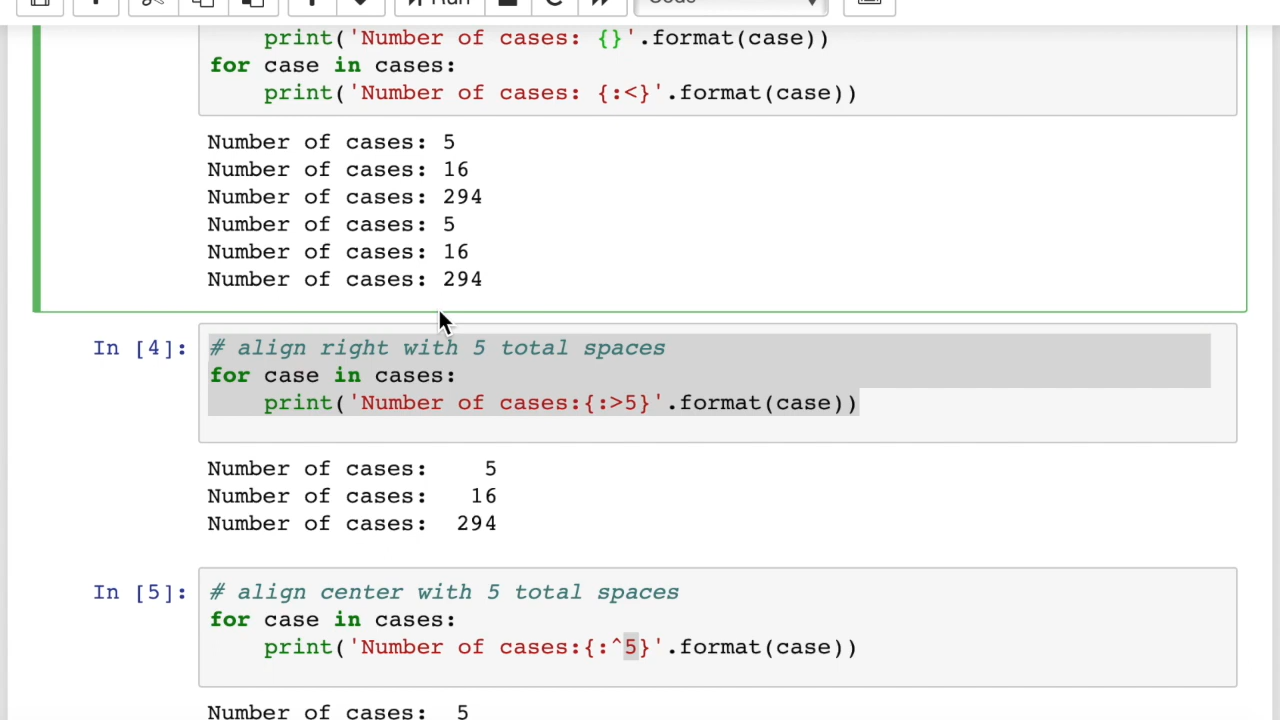 Run
Code
print('Number of cases: {}'.format(case))
for case in cases:
print('Number of cases: {:<}'.format(case))
Number of cases: 5
Number of cases: 16
Number of cases: 294
Number of cases: 5
Number of cases: 16
Number of cases: 294
In [4]:
# align right with 5 total spaces
for case in cases:
print('Number of cases:{:>5}'.format(case))
Number of cases:    5
Number of cases:   16
Number of cases:  294
In [5]:
# align center with 5 total spaces
for case in cases:
print('Number of cases:{:^5}'.format(case))
Number of cases:  5